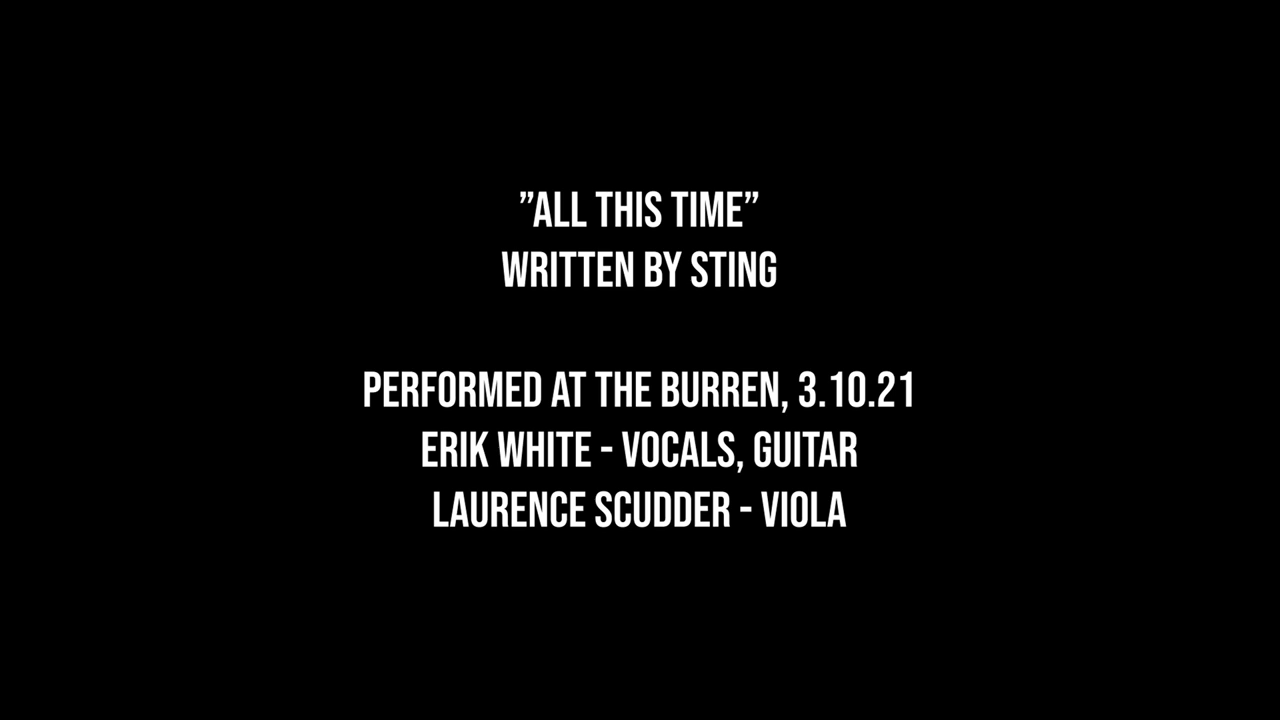 ”ALL THIS TIME”
WRITTEN BY STING
PERFORMED AT THE BURREN, 3.10.21
ERIK WHITE - VOCALS, GUITAR
LAURENCE SCUDDER - VIOLA